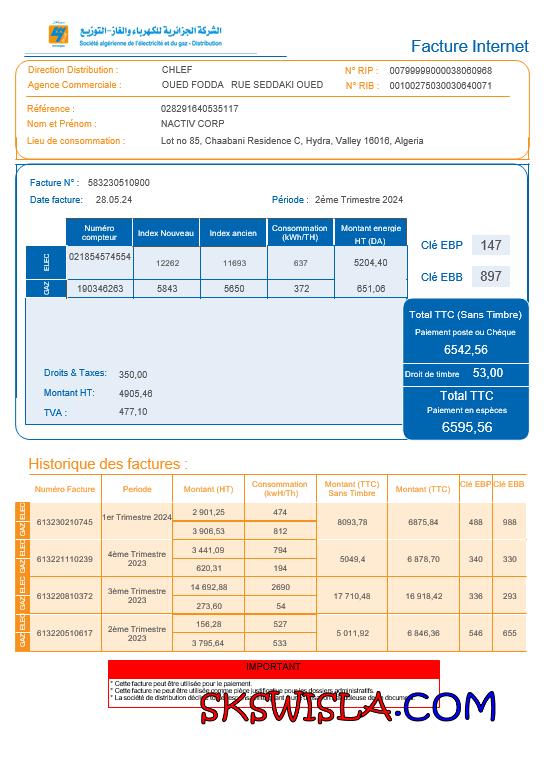 الشركة الجزائرية للكهرباء والغاز-التوزيع
Société algérienne de l'électricité et du gaz - Distribution
Facture Internet
Direction Distribution : CHLEF N° RIP : 00799999000038060968
Agence Commerciale : OUED FODDA RUE SEDDAKI OUED N° RIB : 00100275030030640071
Référence : 028291640535117
Nom et Prénom : NACTIV CORP
Lieu de consommation : Lot no 85, Chaabani Residence C, Hydra, Valley 16016, Algeria
Facture N° : 583230510900
Date facture: 28.05.24 Période : 2ème Trimestre 2024
Numéro compteur Index Nouveau Index ancien Consommation (kWh/TH) Montant energie HT (DA)
ELEC 021854574554 12262 11693 637 5204,40
GAZ 190346263 5843 5650 372 651,06
Clé EBP 147
Clé EBB 897
Total TTC (Sans Timbre)
Paiement poste ou Chéque
6542,56
Droit de timbre 53,00
Total TTC
Paiement en espèces
6595,56
Droits & Taxes: 350,00
Montant HT: 4905,46
TVA : 477,10
Historique des factures :
Numéro Facture Periode Montant (HT) Consommation (kwH/Th) Montant (TTC) Sans Timbre Montant (TTC) Clé EBP Clé EBB
ELEC 2 901,25 474
613230210745 1er Trimestre 2024 8093,78 6875,84 488 988
GAZ 3 906,53 812
ELEC 3 441,09 794
613221110239 4ème Trimestre 2023 5049,4 6 878,70 340 330
GAZ 620,31 194
ELEC 14 692,88 2690
613220810372 3ème Trimestre 2023 17 710,48 16 918,42 336 293
GAZ 273,60 54
ELEC 156,28 527
613220510617 2ème Trimestre 2023 5 011,92 6 846,36 546 655
GAZ 3 795,64 533
IMPORTANT
* Cette facture peut être utilisée pour le paiement.
* Cette facture ne peut être utilisée comme pièce justificative pour les dossiers administratifs.
* La société de distribution décline
SKSWISLA.COM